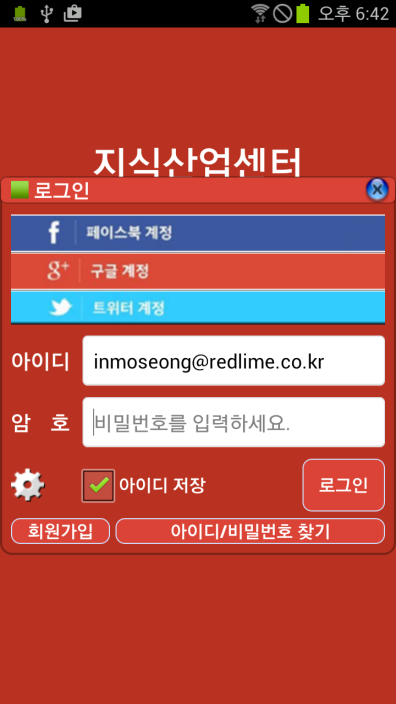 오후 6:42
지식산업센터
로그인
f 페이스북 계정
g+ 구글 계정
트위터 계정
아이디 inmoseong@redlime.co.kr
암 호 비밀번호를 입력하세요.
아이디 저장 로그인
회원가입 아이디/비밀번호 찾기